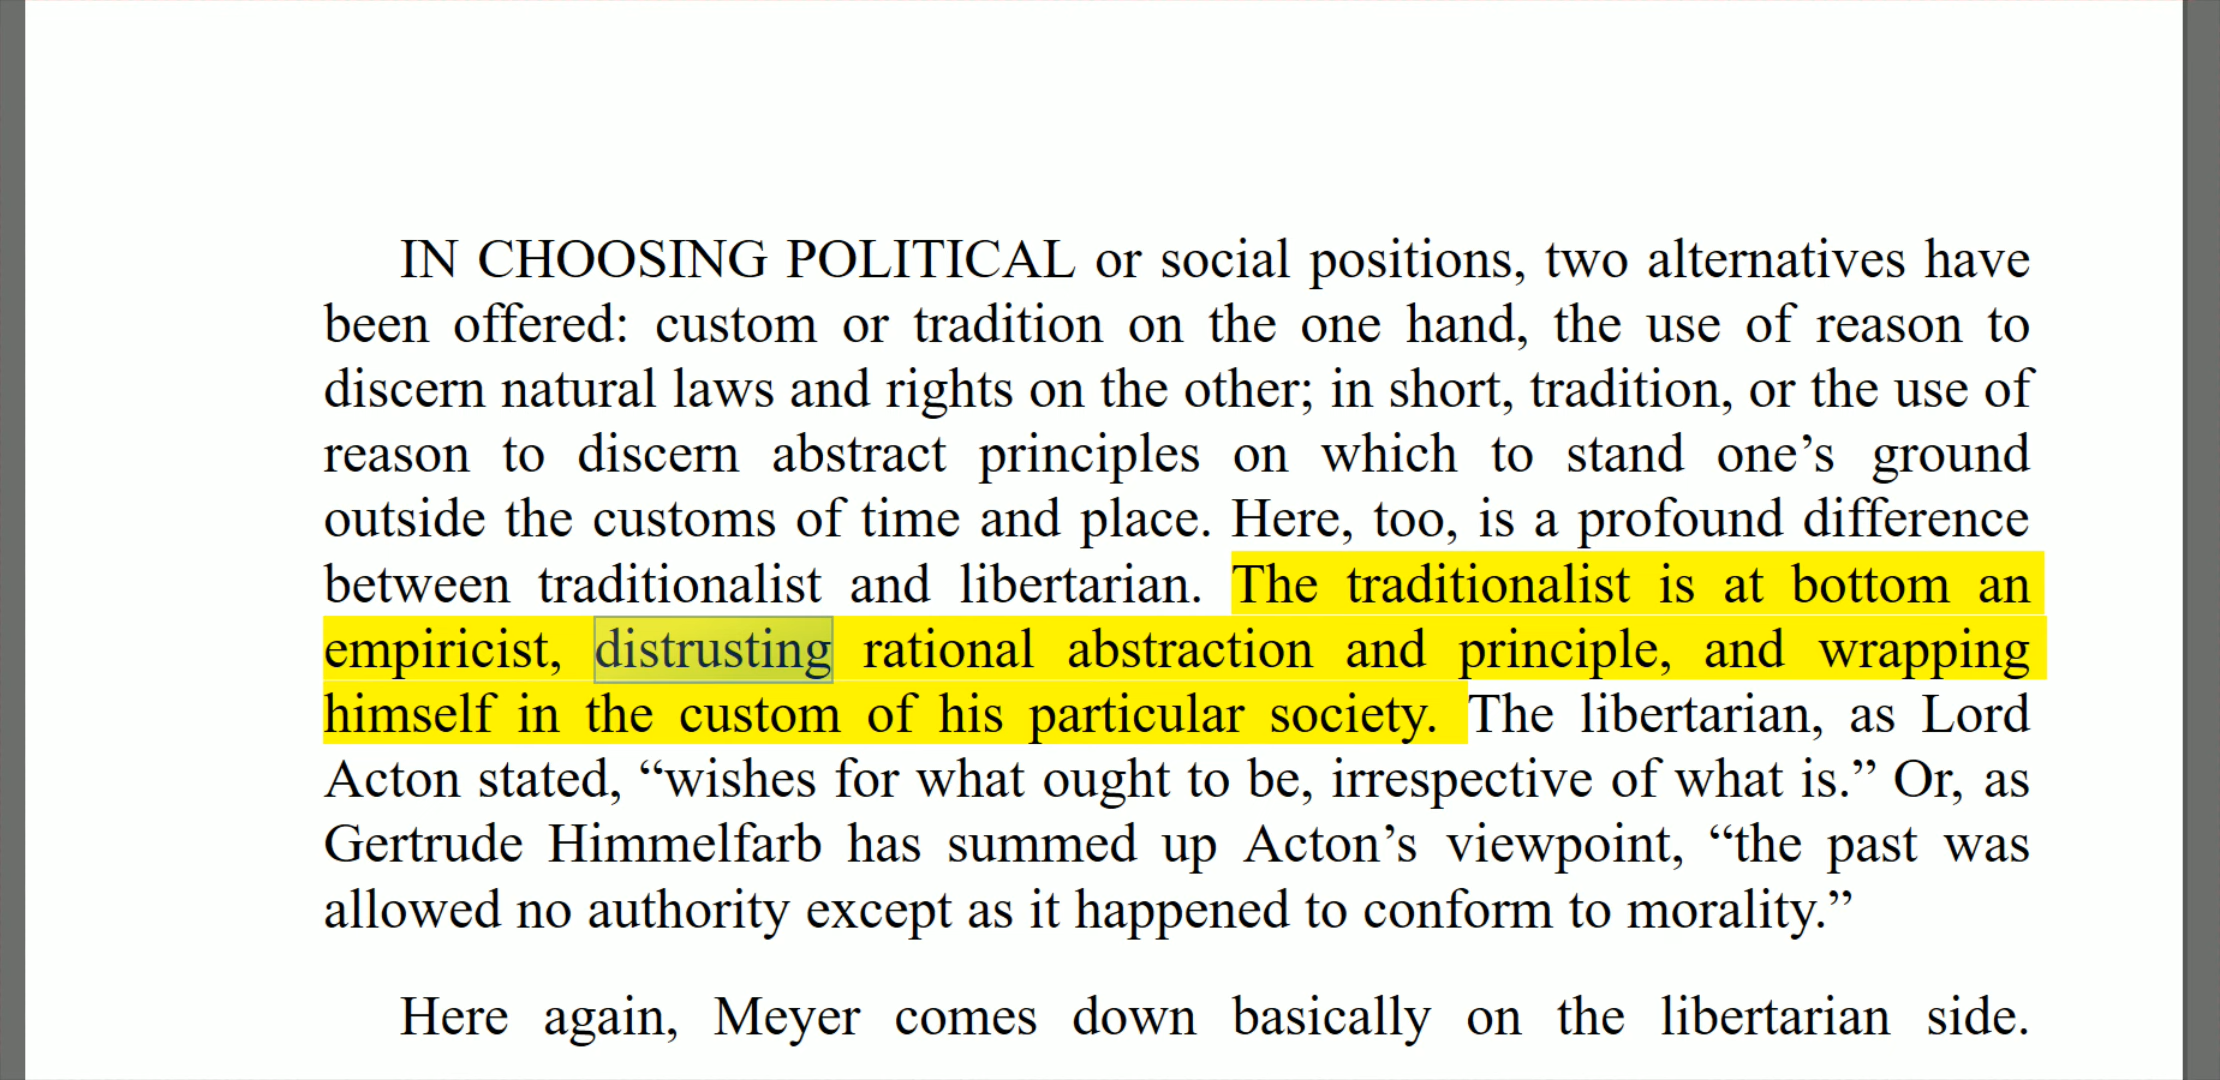 IN CHOOSING POLITICAL or social positions, two alternatives have
been offered: custom or tradition on the one hand, the use of reason to
discern natural laws and rights on the other; in short, tradition, or the use of
reason to discern abstract principles on which to stand one’s ground
outside the customs of time and place. Here, too, is a profound difference
between traditionalist and libertarian. The traditionalist is at bottom an
empiricist, distrusting rational abstraction and principle, and wrapping
himself in the custom of his particular society. The libertarian, as Lord
Acton stated, “wishes for what ought to be, irrespective of what is.” Or, as
Gertrude Himmelfarb has summed up Acton’s viewpoint, “the past was
allowed no authority except as it happened to conform to morality.”
Here again, Meyer comes down basically on the libertarian side.